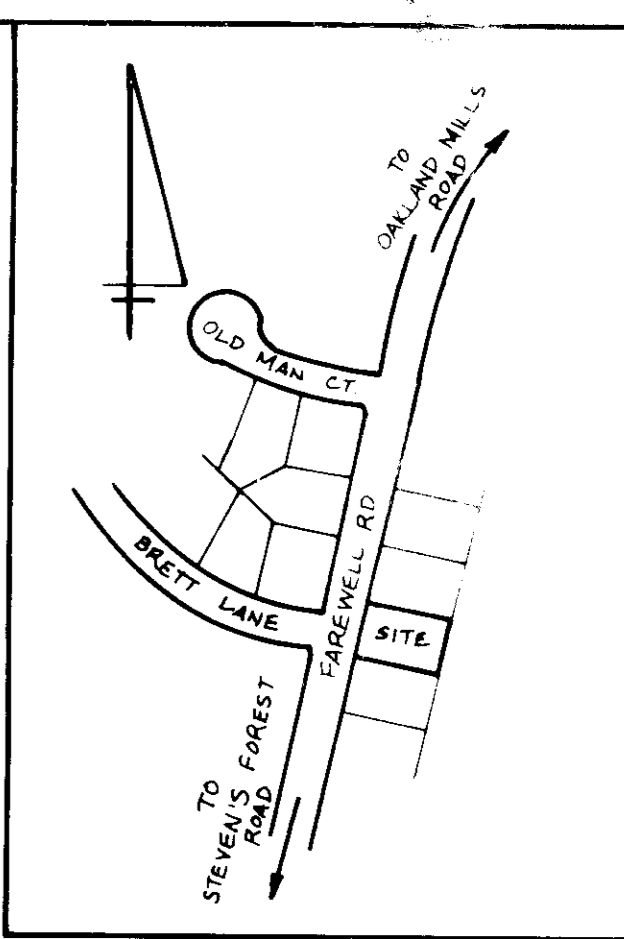 TO
OAKLAND MILLS
ROAD
OLD MAN CT.
BRETT LANE
FAREWELL RD
SITE
TO
STEVEN'S FOREST
ROAD